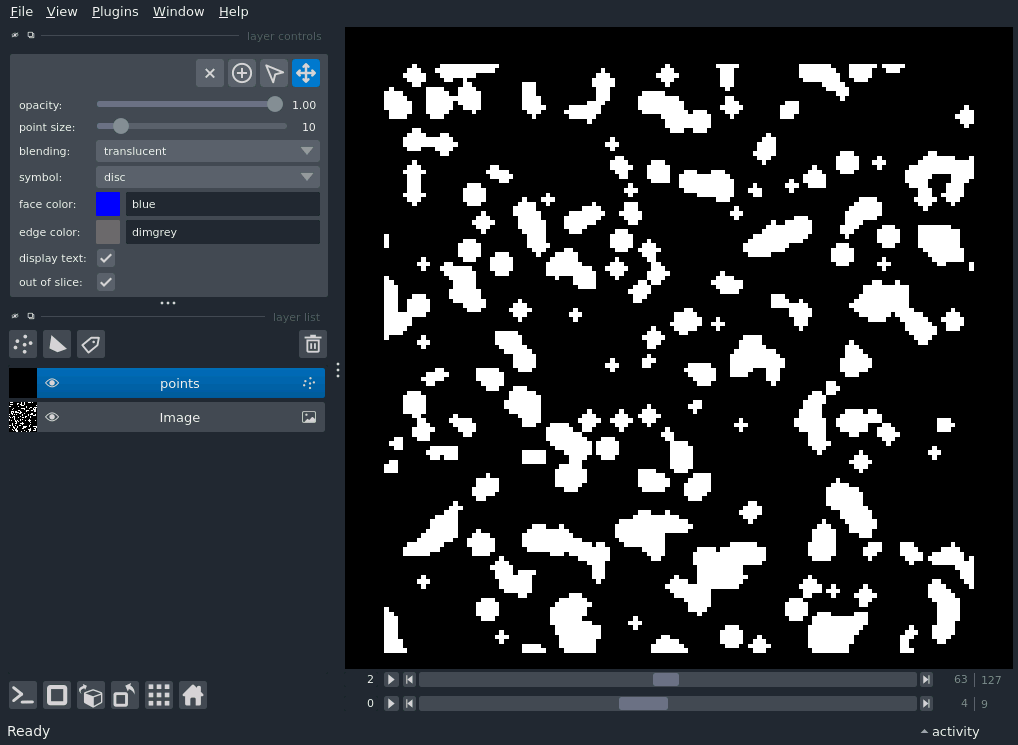 File View Plugins Window Help
layer controls
opacity: 1.00
point size: 10
blending: translucent
symbol: disc
face color: blue
edge color: dimgrey
display text:
out of slice:
layer list
points
Image
2 63 127
0 4 9
Ready activity